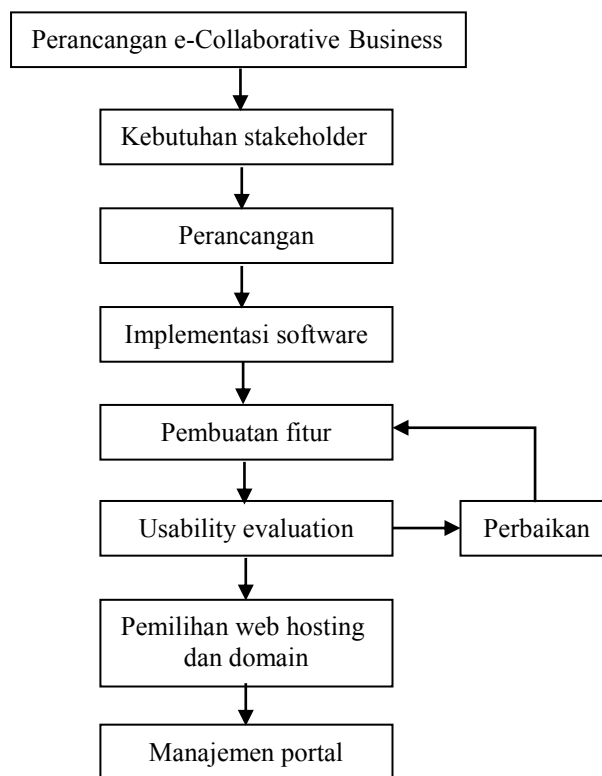 Perancangan e-Collaborative Business
Kebutuhan stakeholder
Perancangan
Implementasi software
Pembuatan fitur
Usability evaluation
Perbaikan
Pemilihan web hosting
dan domain
Manajemen portal